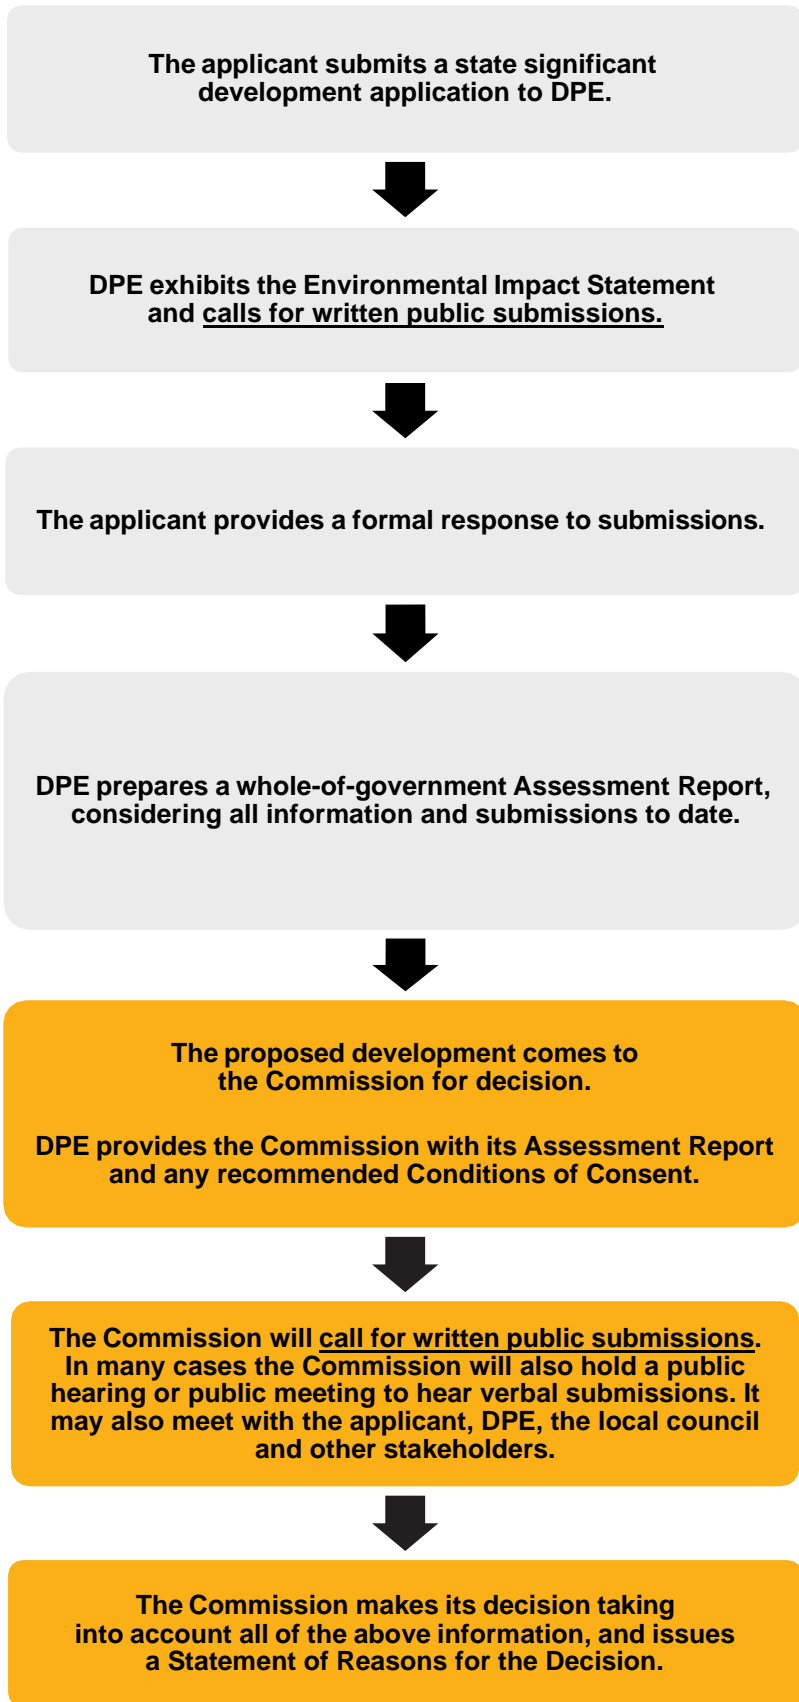 The applicant submits a state significant
development application to DPE.
DPE exhibits the Environmental Impact Statement
and calls for written public submissions.
The applicant provides a formal response to submissions.
DPE prepares a whole-of-government Assessment Report,
considering all information and submissions to date.
The proposed development comes to
the Commission for decision.
DPE provides the Commission with its Assessment Report
and any recommended Conditions of Consent.
The Commission will call for written public submissions.
In many cases the Commission will also hold a public
hearing or public meeting to hear verbal submissions. It
may also meet with the applicant, DPE, the local council
and other stakeholders.
The Commission makes its decision taking
into account all of the above information, and issues
a Statement of Reasons for the Decision.